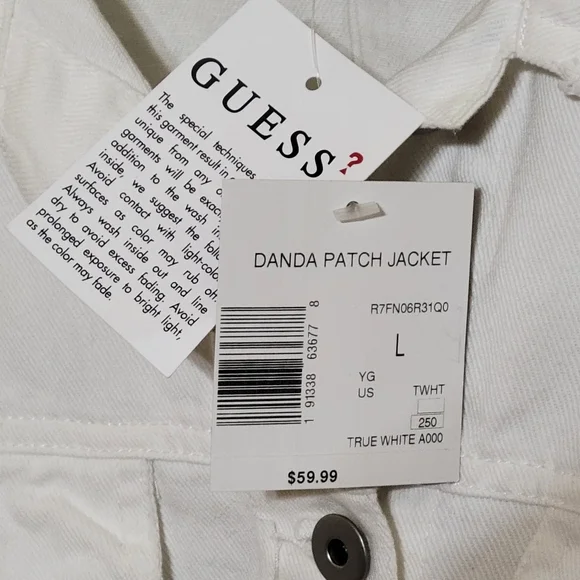 GUESS?
The special techniques
this garment result in
unique from any
garments will be exac
addition to the wash in
inside, we suggest the follo
Avoid contact with light-colo
surfaces as color may rub of
Always wash inside out and line
dry to avoid excess fading. Avoid
prolonged exposure to bright light,
as the color may fade.
DANDA PATCH JACKET
R7FN06R31Q0
L
YG
US
TWHT
250
TRUE WHITE A000
1 91338 63677 8
$59.99